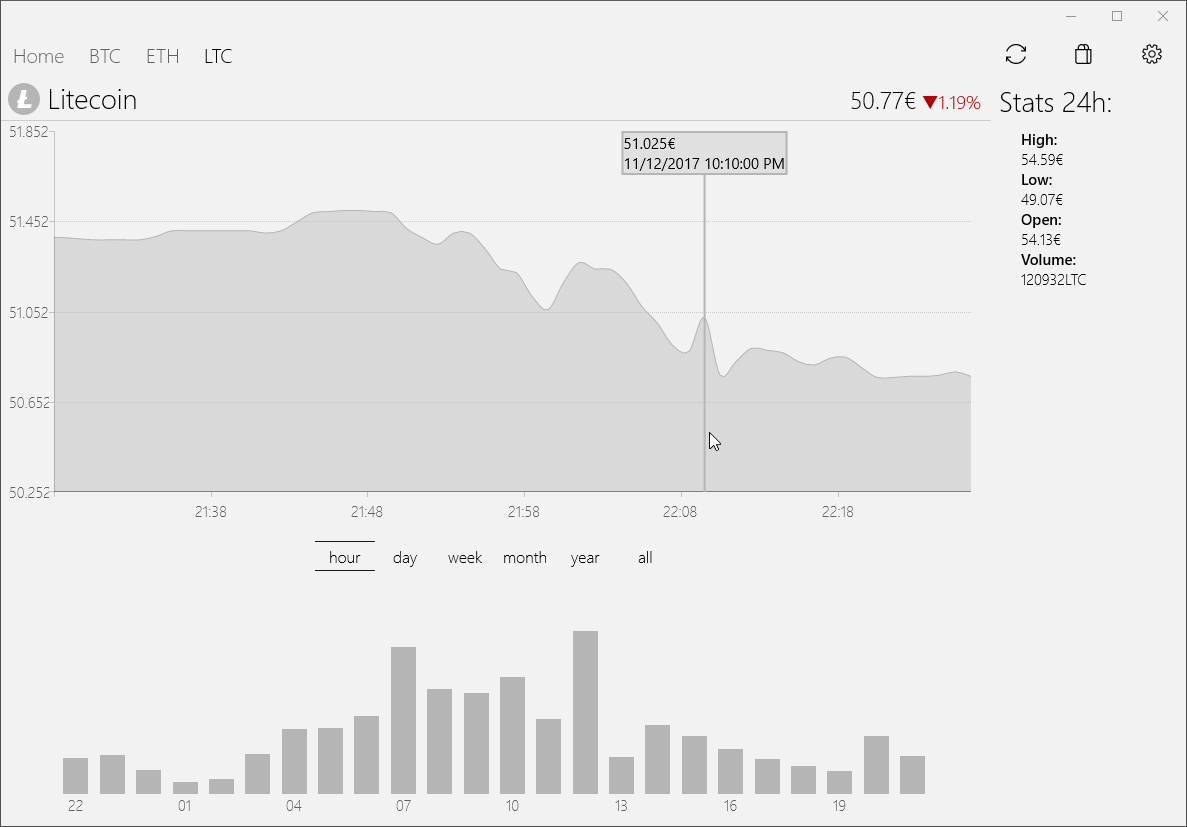 Home BTC ETH LTC
Litecoin
50.77€ ▼1.19%
Stats 24h:
High:
54.59€
Low:
49.07€
Open:
54.13€
Volume:
120932LTC
51.025€
11/12/2017 10:10:00 PM
51.852
51.452
51.052
50.652
50.252
21:38 21:48 21:58 22:08 22:18
hour day week month year all
22 01 04 07 10 13 16 19